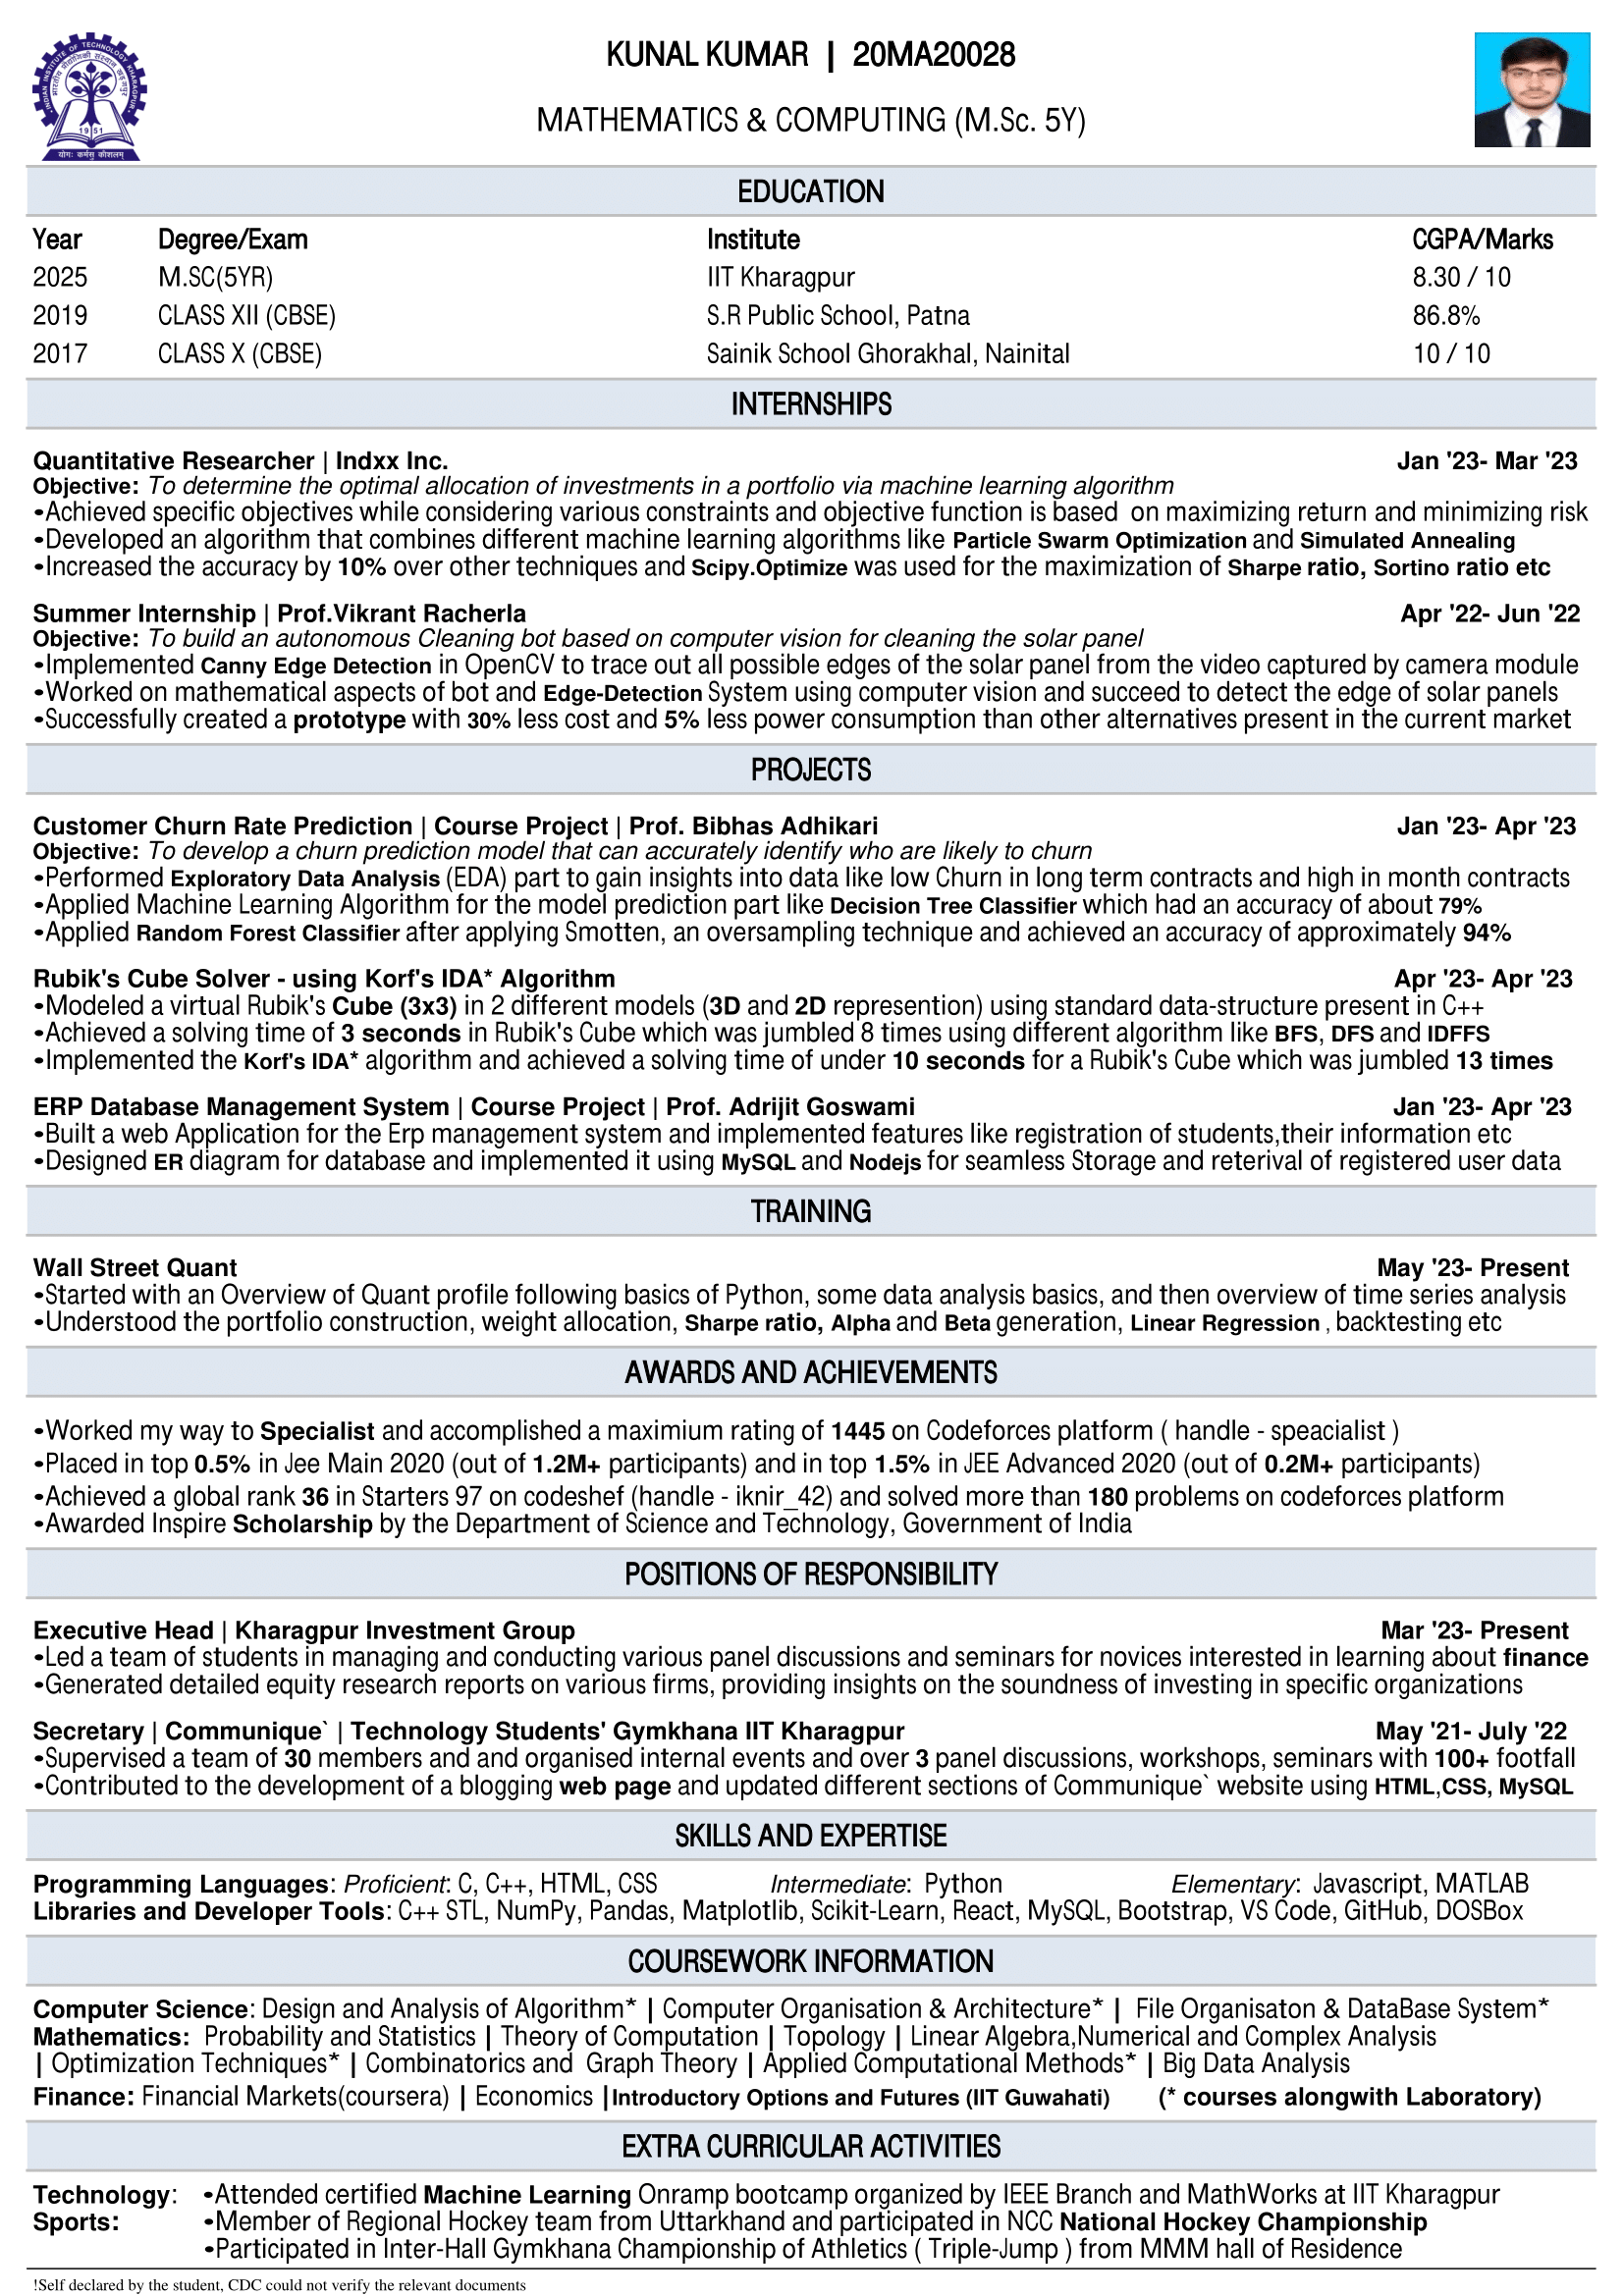 INDIAN INSTITUTE OF TECHNOLOGY KHARAGPUR
1951
योगः कर्मसु कौशलम्
KUNAL KUMAR | 20MA20028
MATHEMATICS & COMPUTING (M.Sc. 5Y)
EDUCATION
Year Degree/Exam Institute CGPA/Marks
2025 M.SC(5YR) IIT Kharagpur 8.30 / 10
2019 CLASS XII (CBSE) S.R Public School, Patna 86.8%
2017 CLASS X (CBSE) Sainik School Ghorakhal, Nainital 10 / 10
INTERNSHIPS
Quantitative Researcher | Indxx Inc. Jan '23- Mar '23
Objective: To determine the optimal allocation of investments in a portfolio via machine learning algorithm
•Achieved specific objectives while considering various constraints and objective function is based on maximizing return and minimizing risk
•Developed an algorithm that combines different machine learning algorithms like Particle Swarm Optimization and Simulated Annealing
•Increased the accuracy by 10% over other techniques and Scipy.Optimize was used for the maximization of Sharpe ratio, Sortino ratio etc
Summer Internship | Prof.Vikrant Racherla Apr '22- Jun '22
Objective: To build an autonomous Cleaning bot based on computer vision for cleaning the solar panel
•Implemented Canny Edge Detection in OpenCV to trace out all possible edges of the solar panel from the video captured by camera module
•Worked on mathematical aspects of bot and Edge-Detection System using computer vision and succeed to detect the edge of solar panels
•Successfully created a prototype with 30% less cost and 5% less power consumption than other alternatives present in the current market
PROJECTS
Customer Churn Rate Prediction | Course Project | Prof. Bibhas Adhikari Jan '23- Apr '23
Objective: To develop a churn prediction model that can accurately identify who are likely to churn
•Performed Exploratory Data Analysis (EDA) part to gain insights into data like low Churn in long term contracts and high in month contracts
•Applied Machine Learning Algorithm for the model prediction part like Decision Tree Classifier which had an accuracy of about 79%
•Applied Random Forest Classifier after applying Smotten, an oversampling technique and achieved an accuracy of approximately 94%
Rubik's Cube Solver - using Korf's IDA* Algorithm Apr '23- Apr '23
•Modeled a virtual Rubik's Cube (3x3) in 2 different models (3D and 2D represention) using standard data-structure present in C++
•Achieved a solving time of 3 seconds in Rubik's Cube which was jumbled 8 times using different algorithm like BFS, DFS and IDFFS
•Implemented the Korf's IDA* algorithm and achieved a solving time of under 10 seconds for a Rubik's Cube which was jumbled 13 times
ERP Database Management System | Course Project | Prof. Adrijit Goswami Jan '23- Apr '23
•Built a web Application for the Erp management system and implemented features like registration of students,their information etc
•Designed ER diagram for database and implemented it using MySQL and Nodejs for seamless Storage and reterival of registered user data
TRAINING
Wall Street Quant May '23- Present
•Started with an Overview of Quant profile following basics of Python, some data analysis basics, and then overview of time series analysis
•Understood the portfolio construction, weight allocation, Sharpe ratio, Alpha and Beta generation, Linear Regression , backtesting etc
AWARDS AND ACHIEVEMENTS
•Worked my way to Specialist and accomplished a maximium rating of 1445 on Codeforces platform ( handle - speacialist )
•Placed in top 0.5% in Jee Main 2020 (out of 1.2M+ participants) and in top 1.5% in JEE Advanced 2020 (out of 0.2M+ participants)
•Achieved a global rank 36 in Starters 97 on codeshef (handle - iknir_42) and solved more than 180 problems on codeforces platform
•Awarded Inspire Scholarship by the Department of Science and Technology, Government of India
POSITIONS OF RESPONSIBILITY
Executive Head | Kharagpur Investment Group Mar '23- Present
•Led a team of students in managing and conducting various panel discussions and seminars for novices interested in learning about finance
•Generated detailed equity research reports on various firms, providing insights on the soundness of investing in specific organizations
Secretary | Communique` | Technology Students' Gymkhana IIT Kharagpur May '21- July '22
•Supervised a team of 30 members and and organised internal events and over 3 panel discussions, workshops, seminars with 100+ footfall
•Contributed to the development of a blogging web page and updated different sections of Communique` website using HTML,CSS, MySQL
SKILLS AND EXPERTISE
Programming Languages: Proficient: C, C++, HTML, CSS Intermediate: Python Elementary: Javascript, MATLAB
Libraries and Developer Tools: C++ STL, NumPy, Pandas, Matplotlib, Scikit-Learn, React, MySQL, Bootstrap, VS Code, GitHub, DOSBox
COURSEWORK INFORMATION
Computer Science: Design and Analysis of Algorithm* | Computer Organisation & Architecture* | File Organisaton & DataBase System*
Mathematics: Probability and Statistics | Theory of Computation | Topology | Linear Algebra,Numerical and Complex Analysis
| Optimization Techniques* | Combinatorics and Graph Theory | Applied Computational Methods* | Big Data Analysis
Finance: Financial Markets(coursera) | Economics |Introductory Options and Futures (IIT Guwahati) (* courses alongwith Laboratory)
EXTRA CURRICULAR ACTIVITIES
Technology: •Attended certified Machine Learning Onramp bootcamp organized by IEEE Branch and MathWorks at IIT Kharagpur
Sports: •Member of Regional Hockey team from Uttarkhand and participated in NCC National Hockey Championship
•Participated in Inter-Hall Gymkhana Championship of Athletics ( Triple-Jump ) from MMM hall of Residence
!Self declared by the student, CDC could not verify the relevant documents